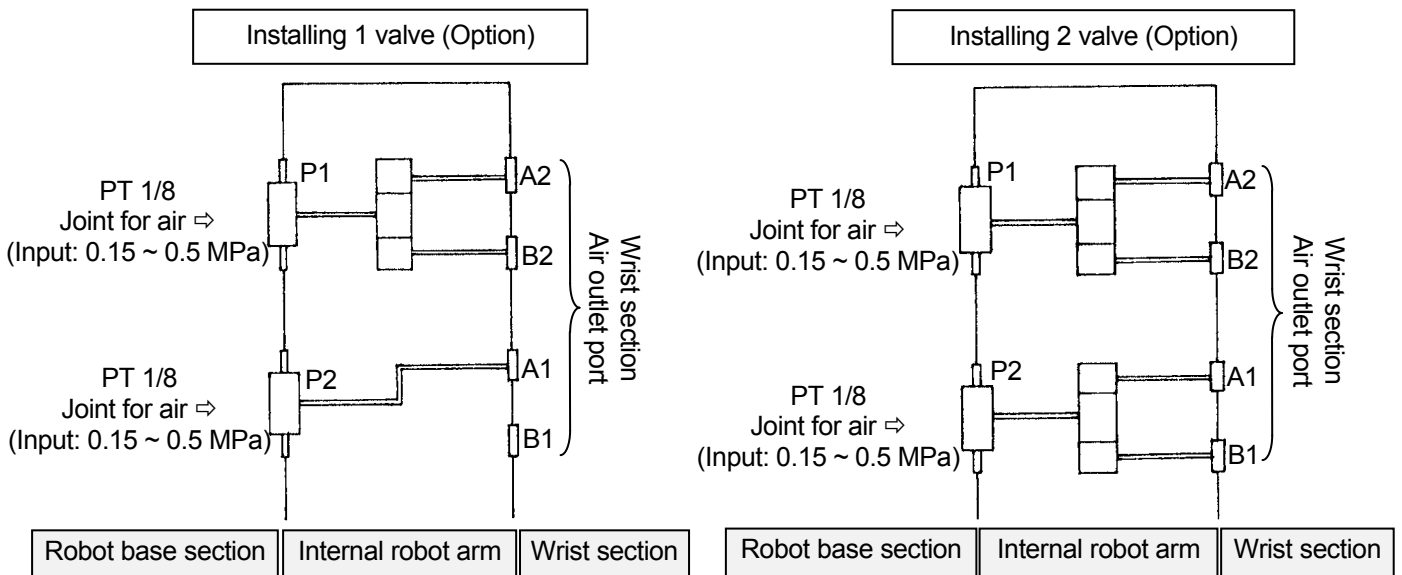 Installing 1 valve (Option)
P1
A2
PT 1/8
Joint for air ⇨
(Input: 0.15 ~ 0.5 MPa)
B2
Wrist section
Air outlet port
P2
A1
PT 1/8
Joint for air ⇨
(Input: 0.15 ~ 0.5 MPa)
B1
Robot base section
Internal robot arm
Wrist section
Installing 2 valve (Option)
P1
A2
PT 1/8
Joint for air ⇨
(Input: 0.15 ~ 0.5 MPa)
B2
Wrist section
Air outlet port
P2
A1
PT 1/8
Joint for air ⇨
(Input: 0.15 ~ 0.5 MPa)
B1
Robot base section
Internal robot arm
Wrist section